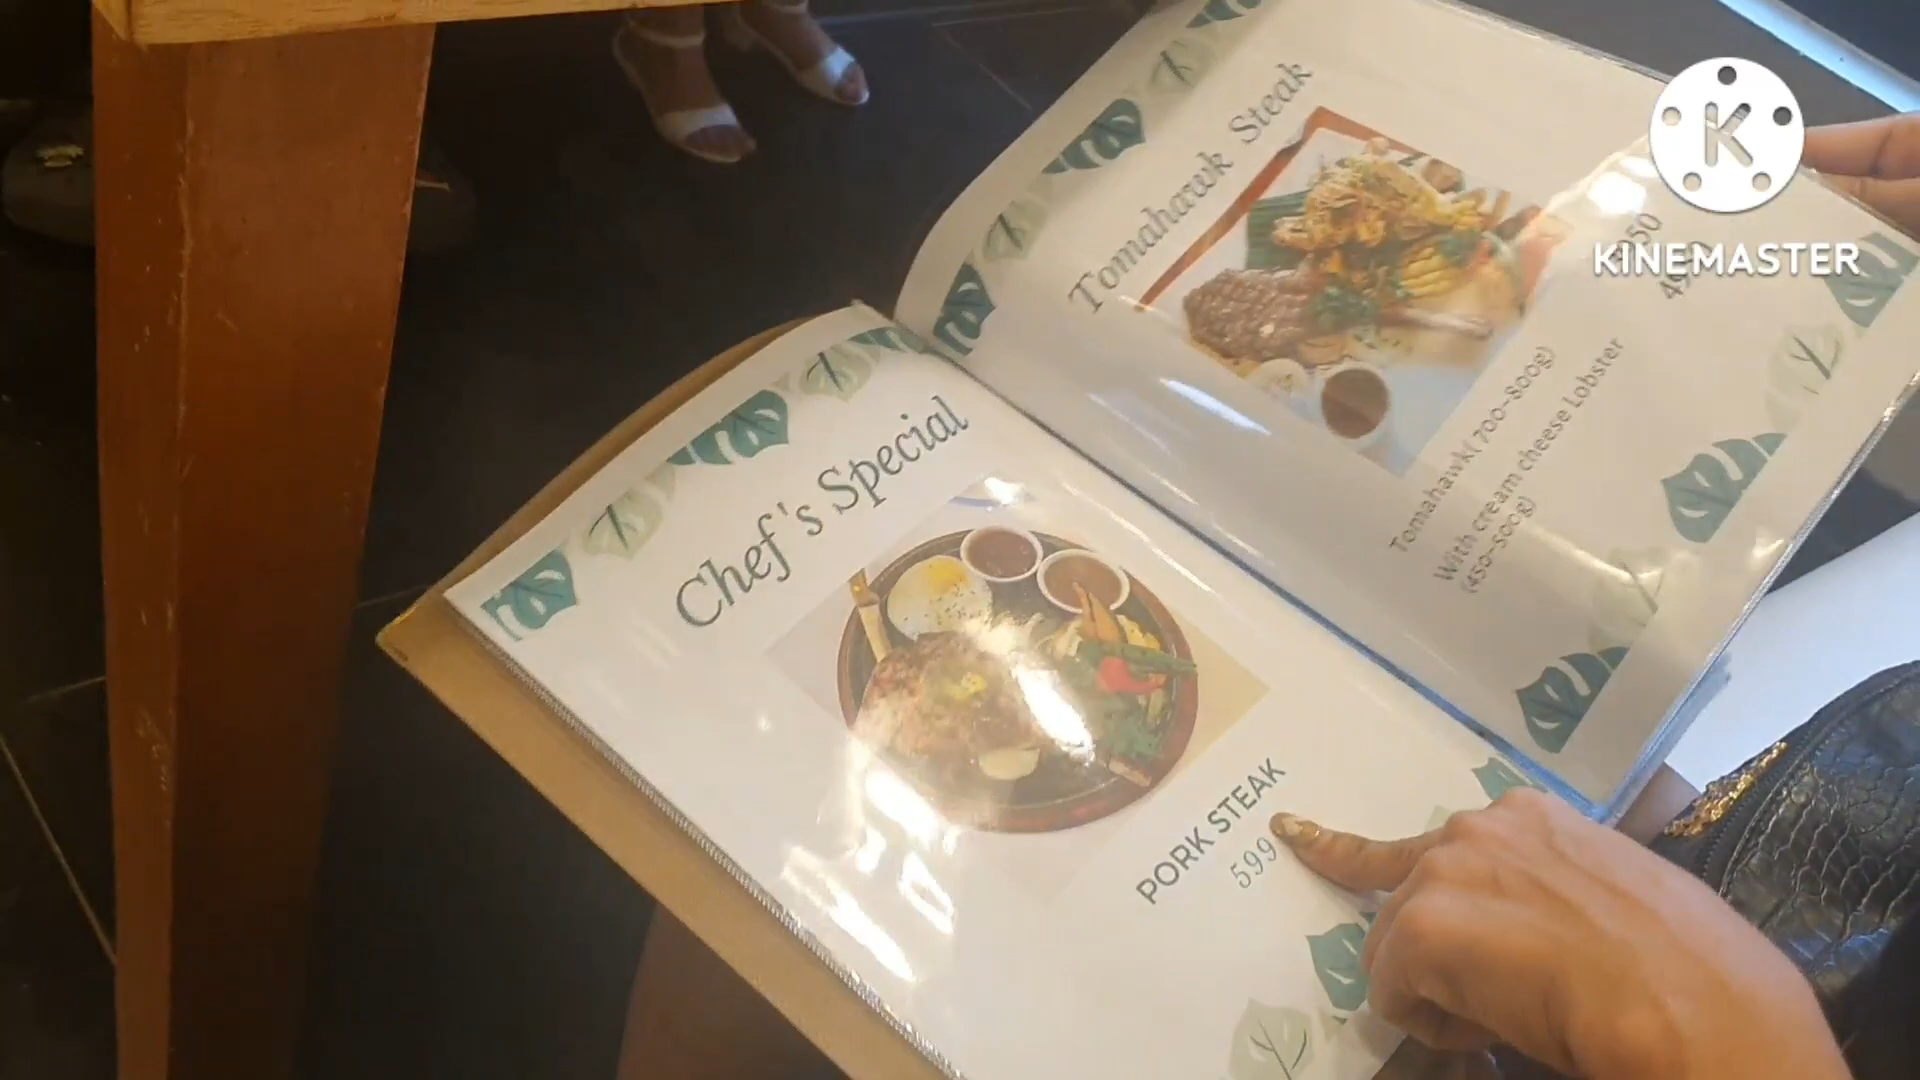 Chef's Special
PORK STEAK
599
Tomahawk Steak
Tomahawk( 700-800g)
With cream cheese Lobster
(450-500g)
K
KINEMASTER